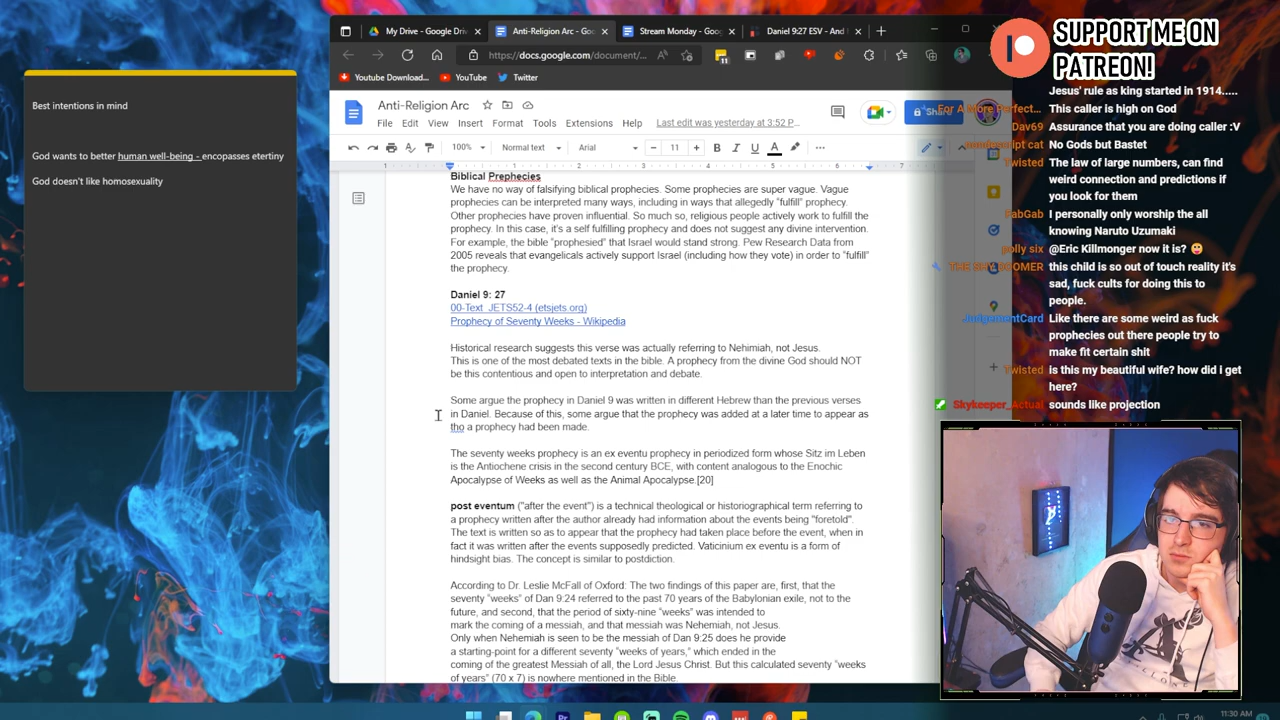 Best intentions in mind
God wants to better human well-being - encopasses etertiny
God doesn't like homosexuality
My Drive - Google Driv
Anti-Religion Arc - Goo
Stream Monday - Goog
Daniel 9:27 ESV - And
https://docs.google.com/document/...
Youtube Download...
YouTube
Twitter
Anti-Religion Arc
File Edit View Insert Format Tools Extensions Help Last edit was yesterday at 3:52 P...
Share
100% Normal text Arial 11 B I U A
Biblical Prephecies
We have no way of falsifying biblical prophecies. Some prophecies are super vague. Vague
prophecies can be interpreted many ways, including in ways that allegedly "fulfill" prophecy.
Other prophecies have proven influential. So much so, religious people actively work to fulfill the
prophecy. In this case, it's a self fulfilling prophecy and does not suggest any divine intervention.
For example, the bible "prophesied" that Israel would stand strong. Pew Research Data from
2005 reveals that evangelicals actively support Israel (including how they vote) in order to "fulfill"
the prophecy.
Daniel 9: 27
00-Text_JETS52-4 (etsjets.org)
Prophecy of Seventy Weeks - Wikipedia
Historical research suggests this verse was actually referring to Nehimiah, not Jesus.
This is one of the most debated texts in the bible. A prophecy from the divine God should NOT
be this contentious and open to interpretation and debate.
Some argue the prophecy in Daniel 9 was written in different Hebrew than the previous verses
in Daniel. Because of this, some argue that the prophecy was added at a later time to appear as
tho a prophecy had been made.
The seventy weeks prophecy is an ex eventu prophecy in periodized form whose Sitz im Leben
is the Antiochene crisis in the second century BCE, with content analogous to the Enochic
Apocalypse of Weeks as well as the Animal Apocalypse.[20]
post eventum ("after the event") is a technical theological or historiographical term referring to
a prophecy written after the author already had information about the events being "foretold".
The text is written so as to appear that the prophecy had taken place before the event, when in
fact it was written after the events supposedly predicted. Vaticinium ex eventu is a form of
hindsight bias. The concept is similar to postdiction.
According to Dr. Leslie McFall of Oxford: The two findings of this paper are, first, that the
seventy "weeks" of Dan 9:24 referred to the past 70 years of the Babylonian exile, not to the
future, and second, that the period of sixty-nine "weeks" was intended to
mark the coming of a messiah, and that messiah was Nehemiah, not Jesus.
Only when Nehemiah is seen to be the messiah of Dan 9:25 does he provide
a starting-point for a different seventy "weeks of years," which ended in the
coming of the greatest Messiah of all, the Lord Jesus Christ. But this calculated seventy "weeks
of years" (70 x 7) is nowhere mentioned in the Bible.
SUPPORT ME ON
PATREON!
Jesus' rule as king started in 1914.....
For A More Perfect... This caller is high on God
Dav69 Assurance that you are doing caller :V
nondescript cat No Gods but Bastet
Twisted The law of large numbers, can find
weird connection and predictions if
you look for them
GabGab I personally only worship the all
knowing Naruto Uzumaki
polly six @Eric Killmonger now it is?
THE SHY BOOMER this child is so out of touch reality it's
sad, fuck cults for doing this to
people.
JudgementCard Like there are some weird as fuck
prophecies out there people try to
make fit certain shit
Twisted is this my beautiful wife? how did i get
here?
Skykeeper_Actual sounds like projection
11:30 AM